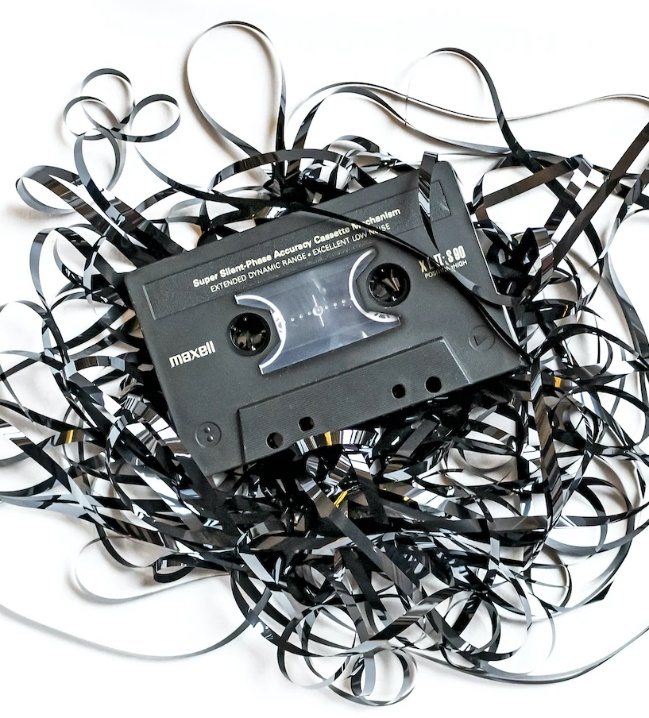 Super Silent-Phase Accuracy Cassette Mechanism
EXTENDED DYNAMIC RANGE • EXCELLENT LOW NOISE
maxell